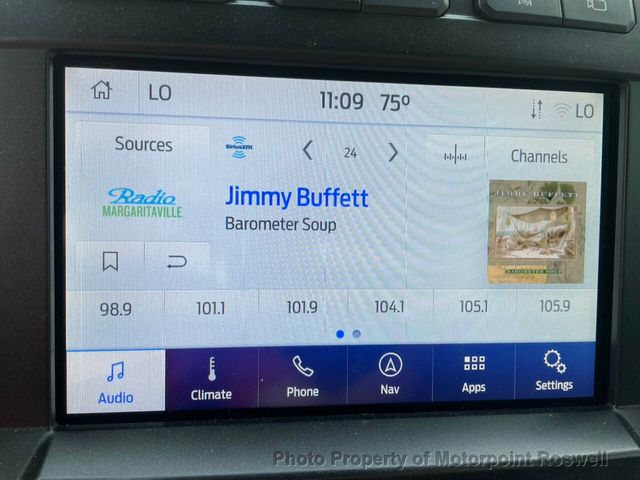 LO
11:09 75°
LO
Sources
SiriusXM
24
Channels
Radio
MARGARITAVILLE
Jimmy Buffett
Barometer Soup
JIMMY BUFFETT
BAROMETER SOUP
98.9
101.1
101.9
104.1
105.1
105.9
Audio
Climate
Phone
Nav
Apps
Settings
Photo Property of Motorpoint Roswell